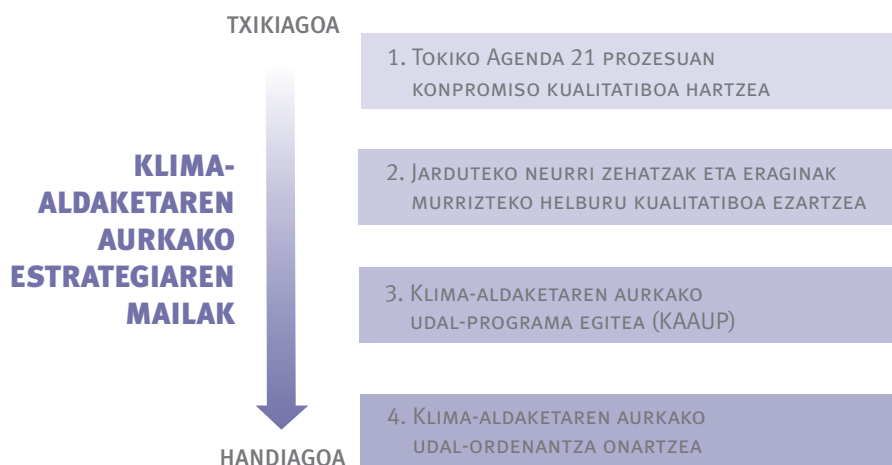 TXIKIAGOA
1. Tokiko Agenda 21 prozesuan
konpromiso kualitatiboa hartzea
KLIMA-
ALDAKETAREN
AURKAKO
ESTRATEGIAREN
MAILAK
2. Jarduteko neurri zehatzak eta eraginak
murrizteko helburu kualitatiboa ezartzea
3. Klima-aldaketaren aurkako
udal-programa egitea (KAAUP)
4. Klima-aldaketaren aurkako
udal-ordenantza onartzea
HANDIAGOA